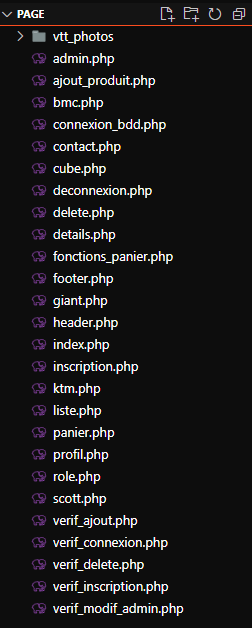 PAGE
vtt_photos
admin.php
ajout_produit.php
bmc.php
connexion_bdd.php
contact.php
cube.php
deconnexion.php
delete.php
details.php
fonctions_panier.php
footer.php
giant.php
header.php
index.php
inscription.php
ktm.php
liste.php
panier.php
profil.php
role.php
scott.php
verif_ajout.php
verif_connexion.php
verif_delete.php
verif_inscription.php
verif_modif_admin.php